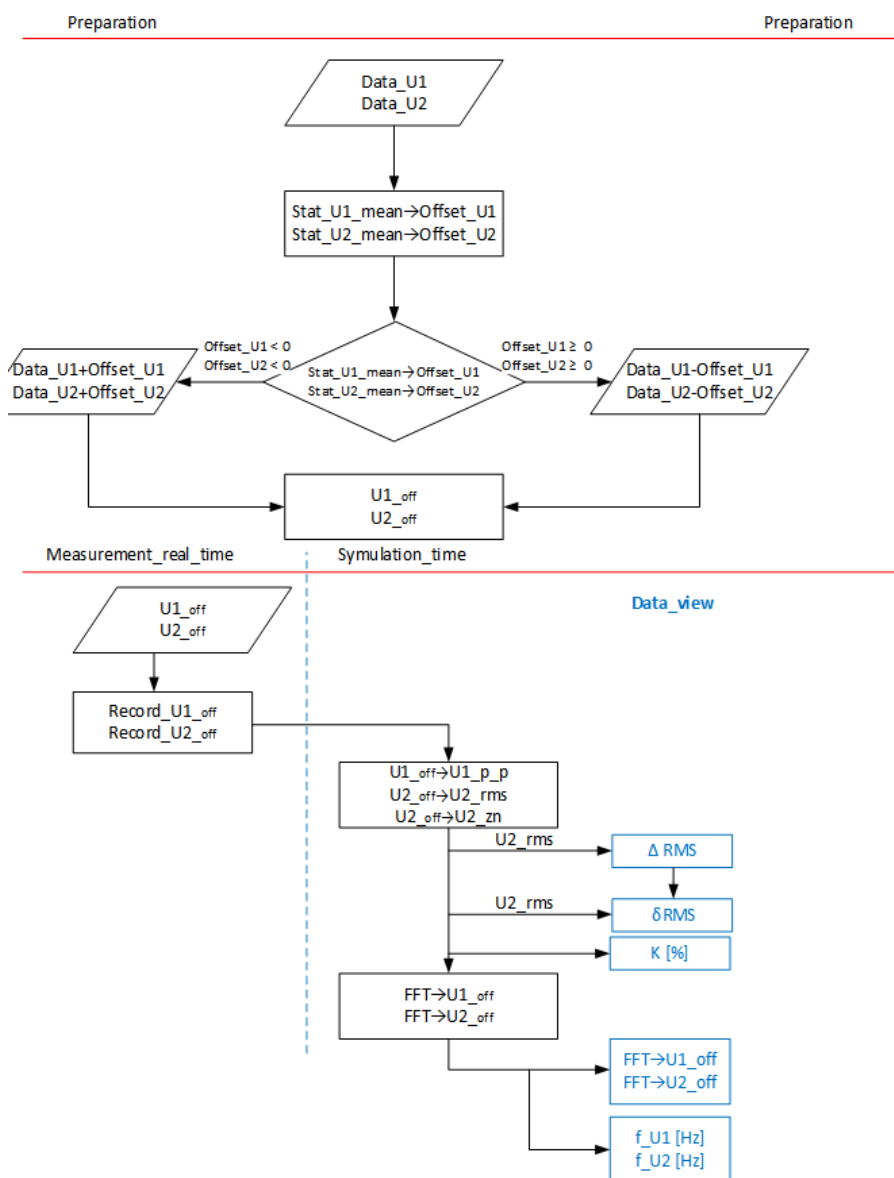 Preparation
Preparation
Data_U1
Data_U2
Stat_U1_mean→Offset_U1
Stat_U2_mean→Offset_U2
Offset_U1 < 0
Offset_U2 < 0
Offset_U1 ≥ 0
Offset_U2 ≥ 0
Stat_U1_mean→Offset_U1
Stat_U2_mean→Offset_U2
Data_U1+Offset_U1
Data_U2+Offset_U2
Data_U1-Offset_U1
Data_U2-Offset_U2
U1_off
U2_off
Measurement_real_time
Symulation_time
U1_off
U2_off
Data_view
Record_U1_off
Record_U2_off
U1_off→U1_p_p
U2_off→U2_rms
U2_off→U2_zn
U2_rms
Δ RMS
U2_rms
δRMS
K [%]
FFT→U1_off
FFT→U2_off
FFT→U1_off
FFT→U2_off
f_U1 [Hz]
f_U2 [Hz]